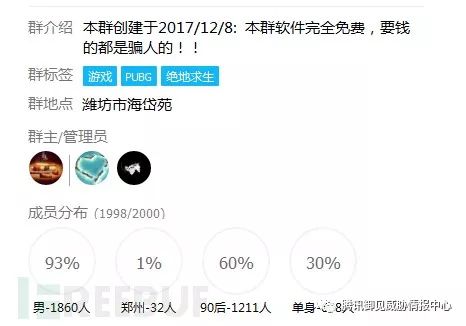 群介绍 本群创建于2017/12/8: 本群软件完全免费，要钱
的都是骗人的！！
群标签 游戏 PUBG 绝地求生
群地点 潍坊市海岱苑
群主/管理员
成员分布 (1998/2000)
93% 1% 60% 30%
男-1860人 郑州-32人 90后-1211人 单身- 8人
REEBUF
腾讯御见威胁情报中心